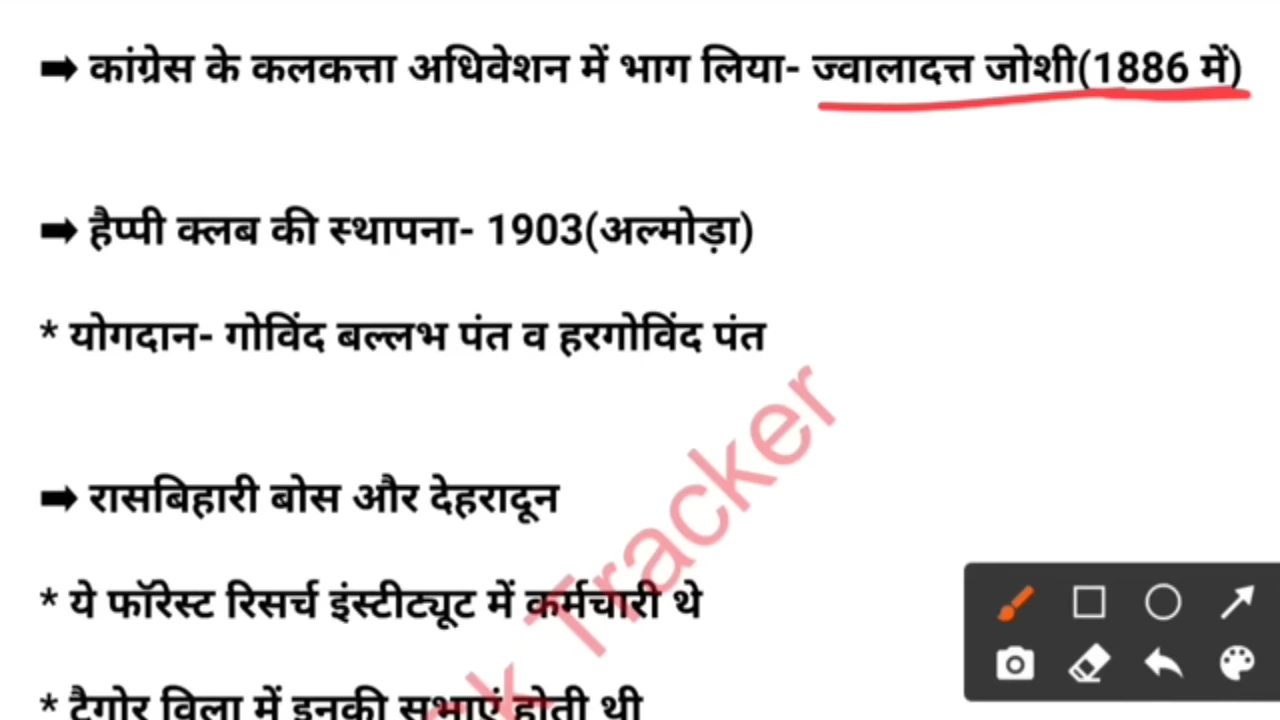 ➡ कांग्रेस के कलकत्ता अधिवेशन में भाग लिया- ज्वालादत्त जोशी(1886 में)
➡ हैप्पी क्लब की स्थापना- 1903(अल्मोड़ा)
* योगदान- गोविंद बल्लभ पंत व हरगोविंद पंत
➡ रासबिहारी बोस और देहरादून
* ये फॉरेस्ट रिसर्च इंस्टीट्यूट में कर्मचारी थे
* टैगोर विला में इनकी सभाएं होती थी
Tracker